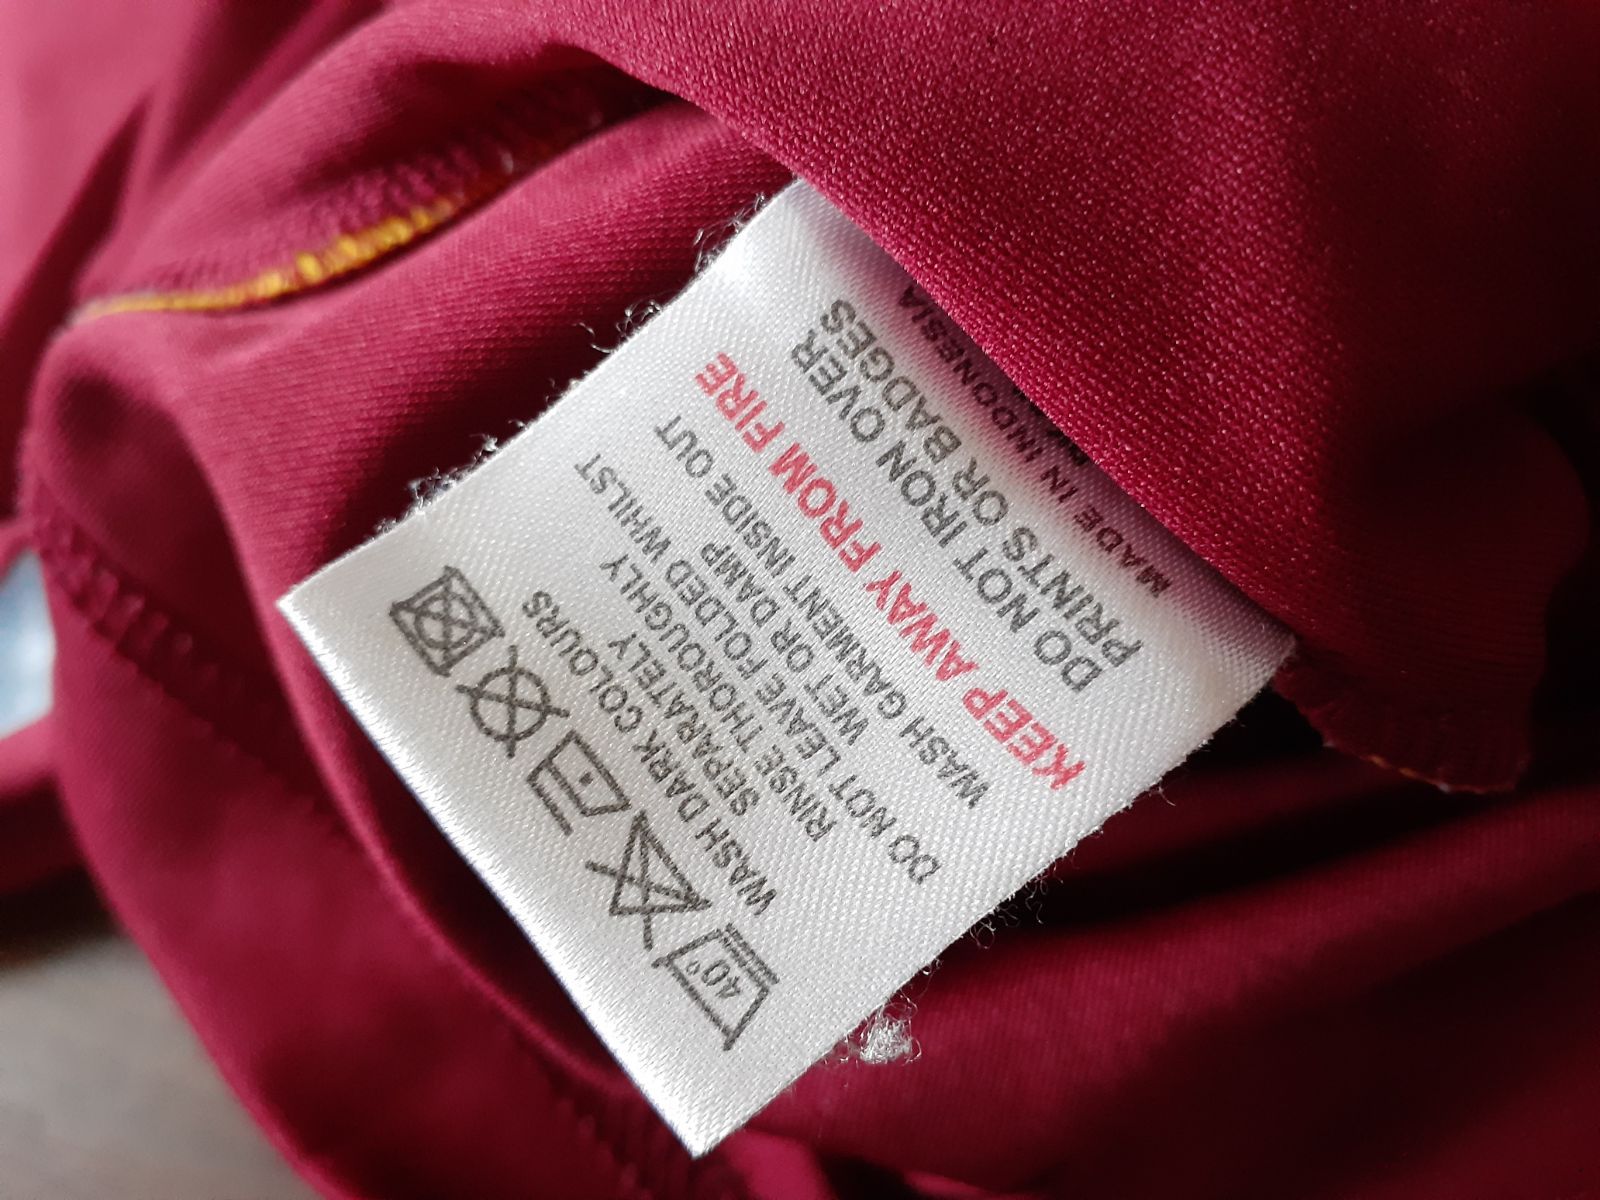 40°
WASH DARK COLOURS
SEPARATELY
RINSE THOROUGHLY
DO NOT LEAVE FOLDED WHILST
WET OR DAMP
WASH GARMENT INSIDE OUT
KEEP AWAY FROM FIRE
DO NOT IRON OVER
PRINTS OR BADGES
MADE IN INDONESIA